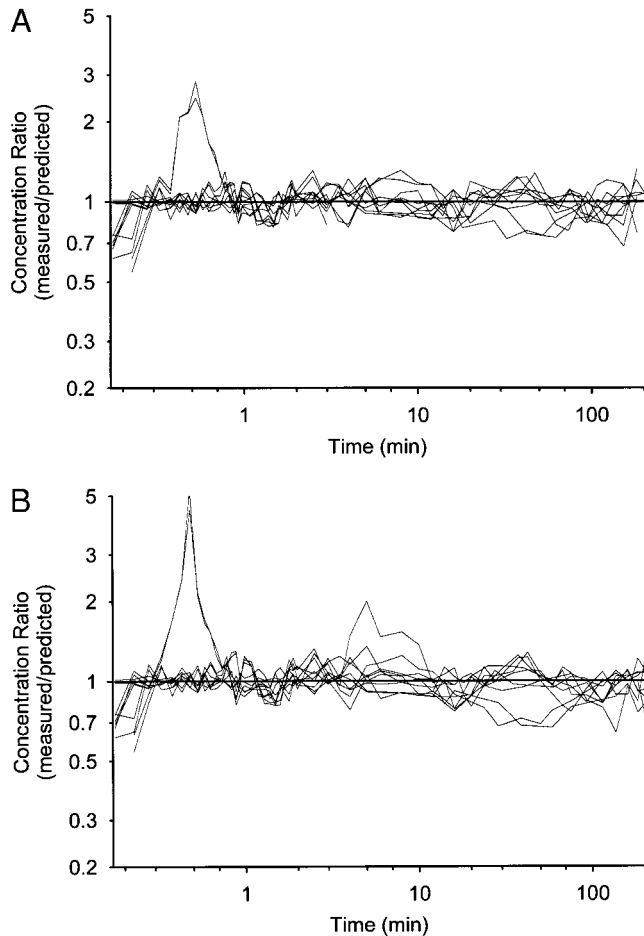 A
5
3
2
1
0.7
0.5
0.3
0.2
Concentration Ratio
(measured/predicted)
1
10
100
Time (min)
B
5
3
2
1
0.7
0.5
0.3
0.2
Concentration Ratio
(measured/predicted)
1
10
100
Time (min)